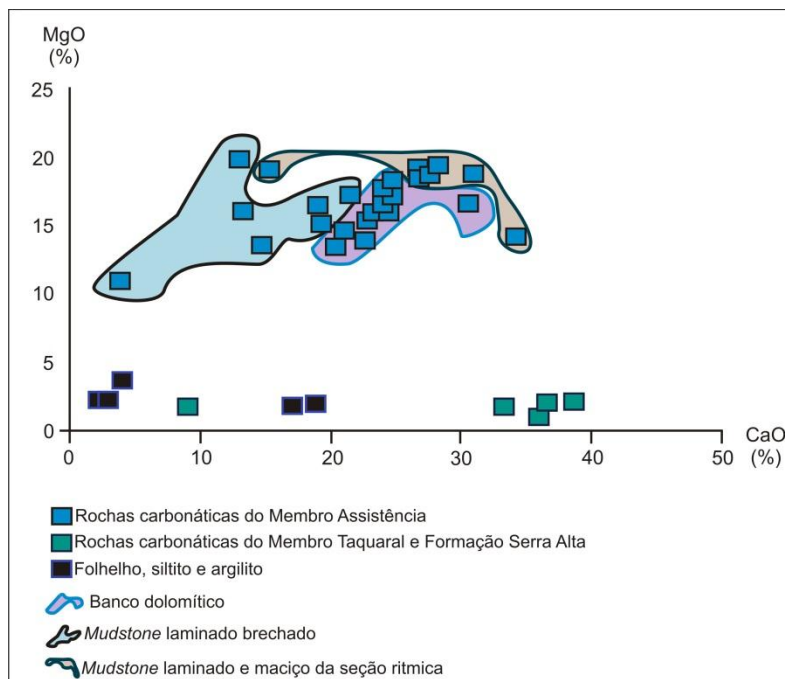 MgO
(%)
25
20
15
10
5
0
CaO
(%)
0 10 20 30 40 50
Rochas carbonáticas do Membro Assistência
Rochas carbonáticas do Membro Taquaral e Formação Serra Alta
Folhelho, siltito e argilito
Banco dolomítico
Mudstone laminado brechado
Mudstone laminado e maciço da seção ritmica